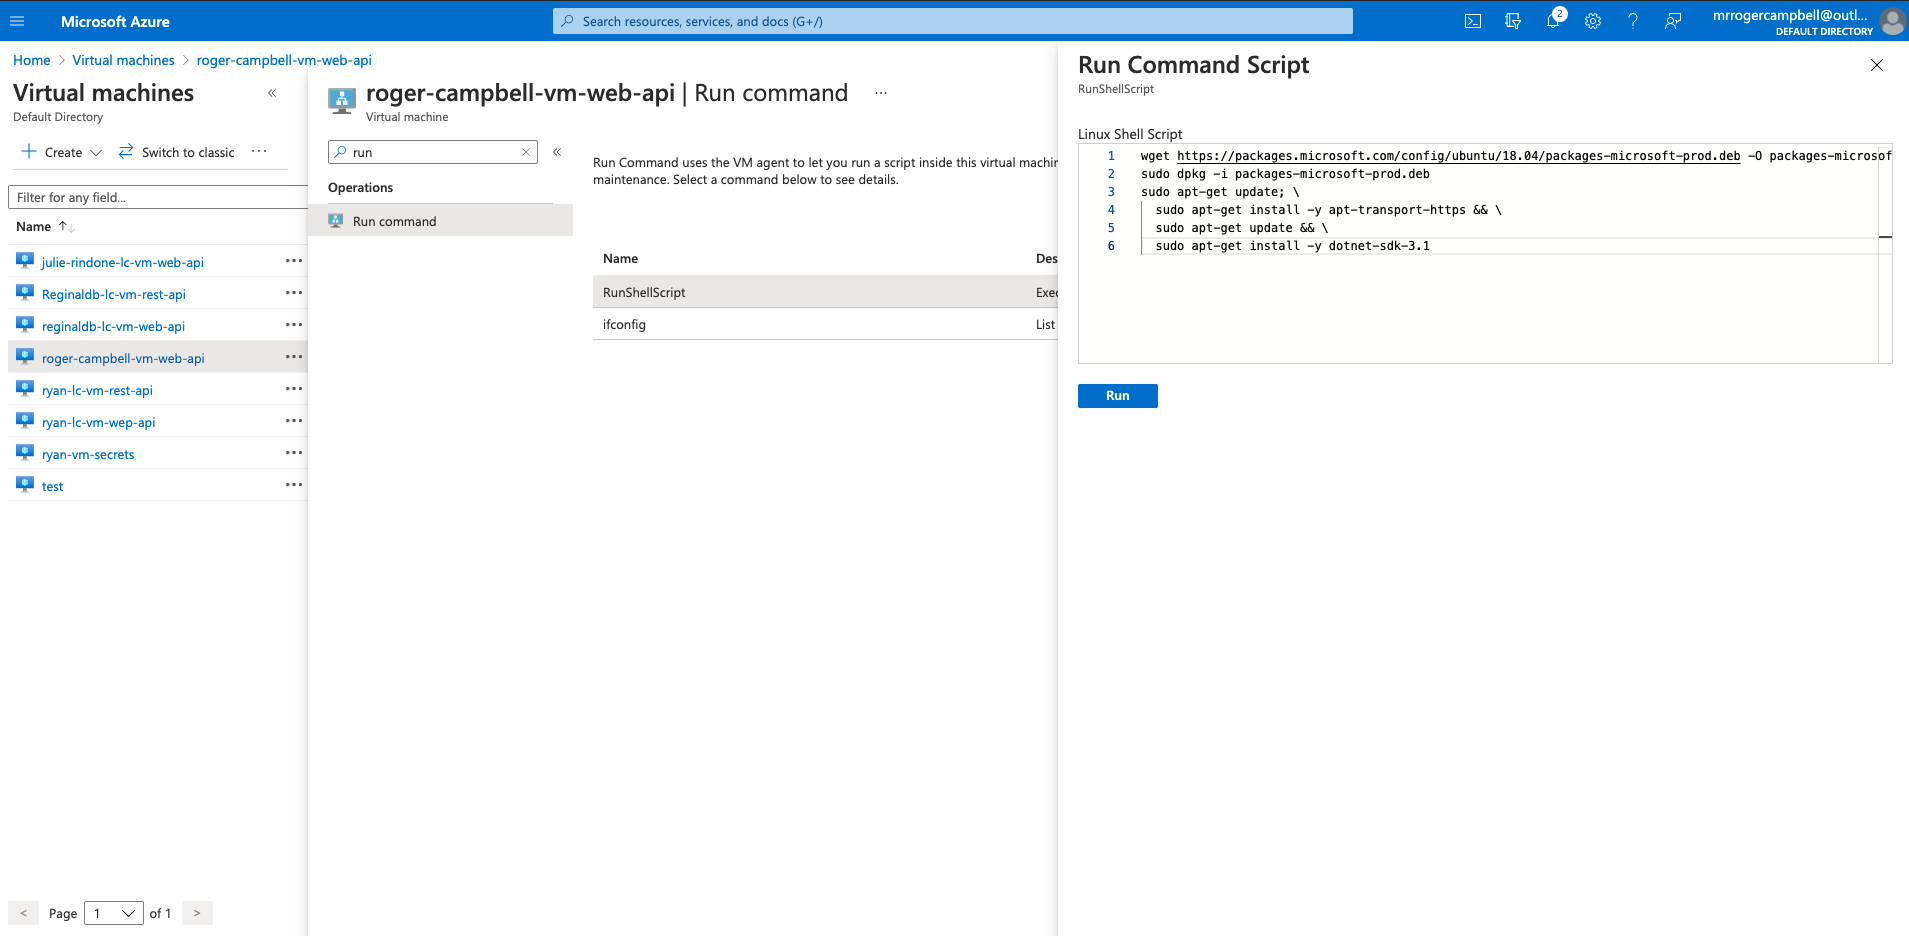 Microsoft Azure
Search resources, services, and docs (G+/)
2
mrrogercampbell@outl...
DEFAULT DIRECTORY
Home > Virtual machines > roger-campbell-vm-web-api
Virtual machines
«
Default Directory
+ Create
Switch to classic
...
Filter for any field...
Name ↑↓
julie-rindone-lc-vm-web-api
Reginaldb-lc-vm-rest-api
reginaldb-lc-vm-web-api
roger-campbell-vm-web-api
ryan-lc-vm-rest-api
ryan-lc-vm-wep-api
ryan-vm-secrets
test
< Page 1 of 1 >
roger-campbell-vm-web-api | Run command ...
Virtual machine
run
«
Operations
Run command
Run Command uses the VM agent to let you run a script inside this virtual machin
maintenance. Select a command below to see details.
Name Des
RunShellScript Exec
ifconfig List
Run Command Script
RunShellScript
Linux Shell Script
1 wget https://packages.microsoft.com/config/ubuntu/18.04/packages-microsoft-prod.deb -O packages-microsof
2 sudo dpkg -i packages-microsoft-prod.deb
3 sudo apt-get update; \
4 sudo apt-get install -y apt-transport-https && \
5 sudo apt-get update && \
6 sudo apt-get install -y dotnet-sdk-3.1
Run